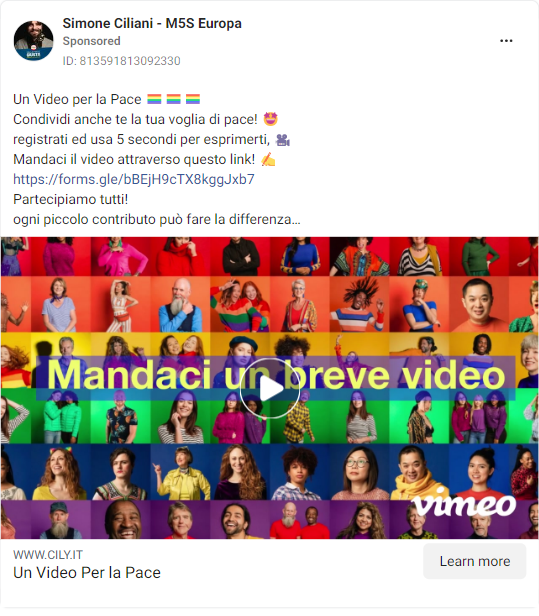 Simone Ciliani - M5S Europa
Sponsored
ID: 813591813092330
Un Video per la Pace 🏳️‍🌈 🏳️‍🌈 🏳️‍🌈
Condividi anche te la tua voglia di pace! 🤩
registrati ed usa 5 secondi per esprimerti, 🎥
Mandaci il video attraverso questo link! ✍️
https://forms.gle/bBEjH9cTX8kggJxb7
Partecipiamo tutti!
ogni piccolo contributo può fare la differenza...
Mandaci un breve video
vimeo
WWW.CILY.IT
Un Video Per la Pace
Learn more